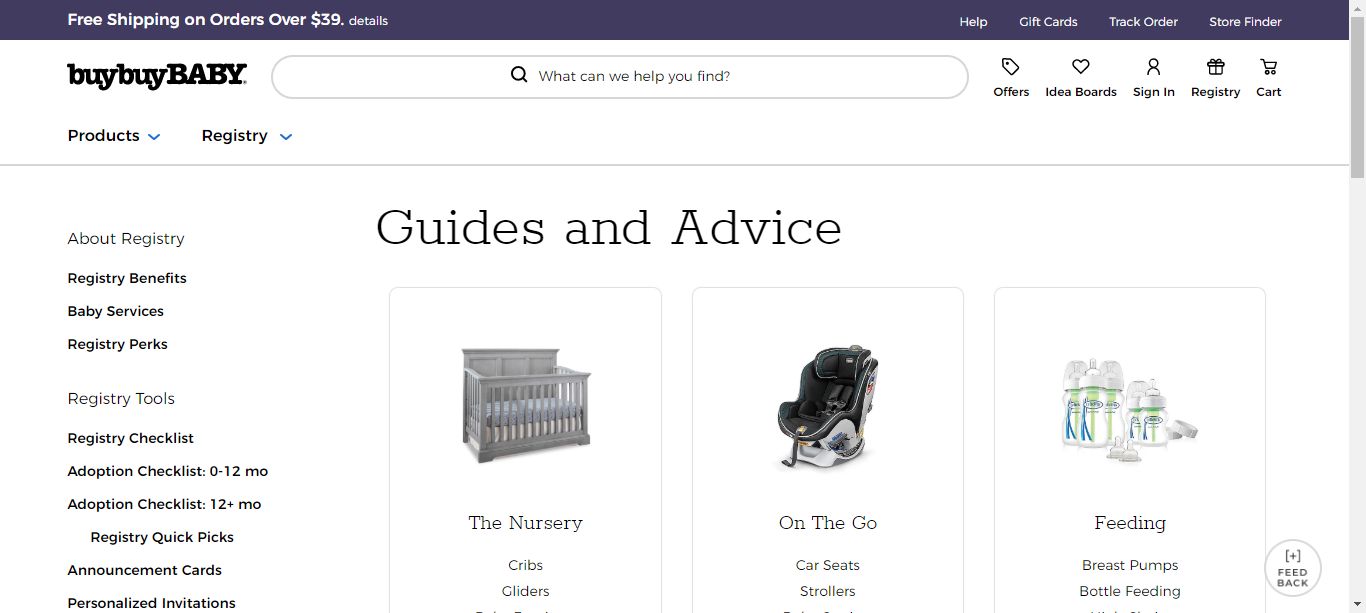 Free Shipping on Orders Over $39. details
Help
Gift Cards
Track Order
Store Finder
buybuyBABY
What can we help you find?
Offers
Idea Boards
Sign In
Registry
Cart
Products
Registry
Guides and Advice
About Registry
Registry Benefits
Baby Services
Registry Perks
Registry Tools
Registry Checklist
Adoption Checklist: 0-12 mo
Adoption Checklist: 12+ mo
Registry Quick Picks
Announcement Cards
Personalized Invitations
The Nursery
Cribs
Gliders
On The Go
Car Seats
Strollers
Feeding
Breast Pumps
Bottle Feeding
[+]
FEED
BACK